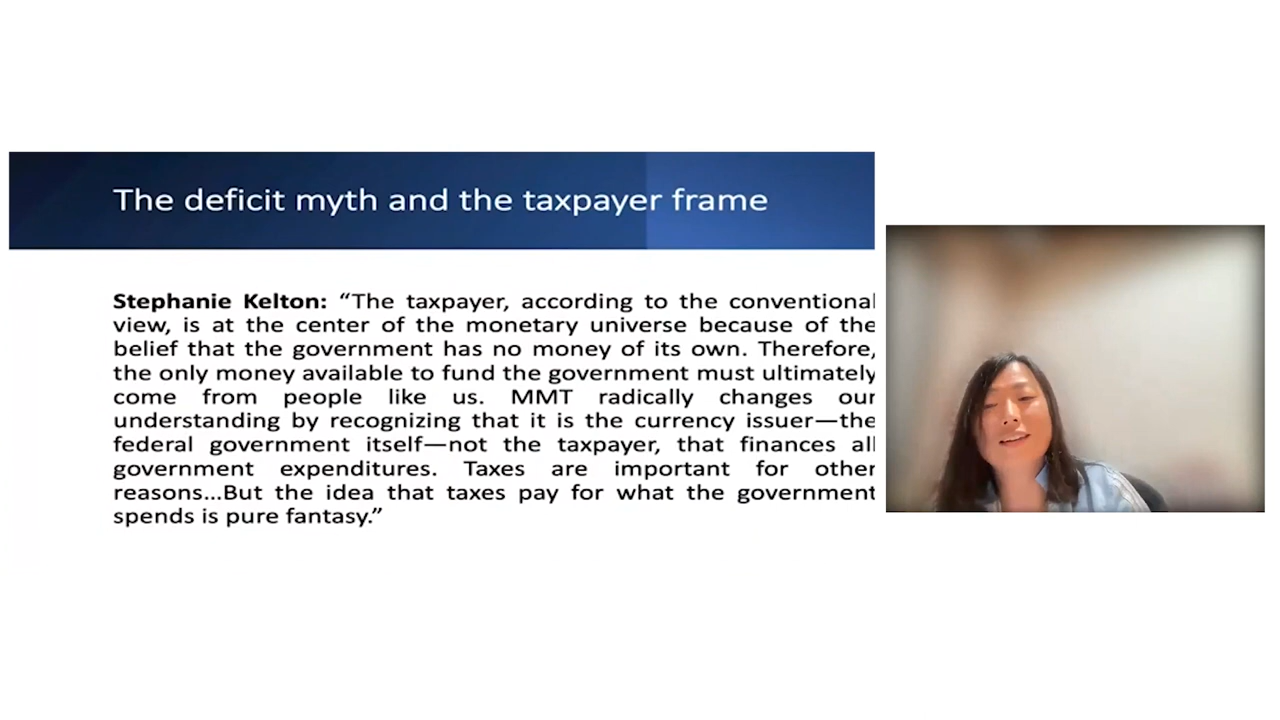 The deficit myth and the taxpayer frame
Stephanie Kelton: “The taxpayer, according to the conventional
view, is at the center of the monetary universe because of the
belief that the government has no money of its own. Therefore,
the only money available to fund the government must ultimately
come from people like us. MMT radically changes our
understanding by recognizing that it is the currency issuer—the
federal government itself—not the taxpayer, that finances all
government expenditures. Taxes are important for other
reasons...But the idea that taxes pay for what the government
spends is pure fantasy.”